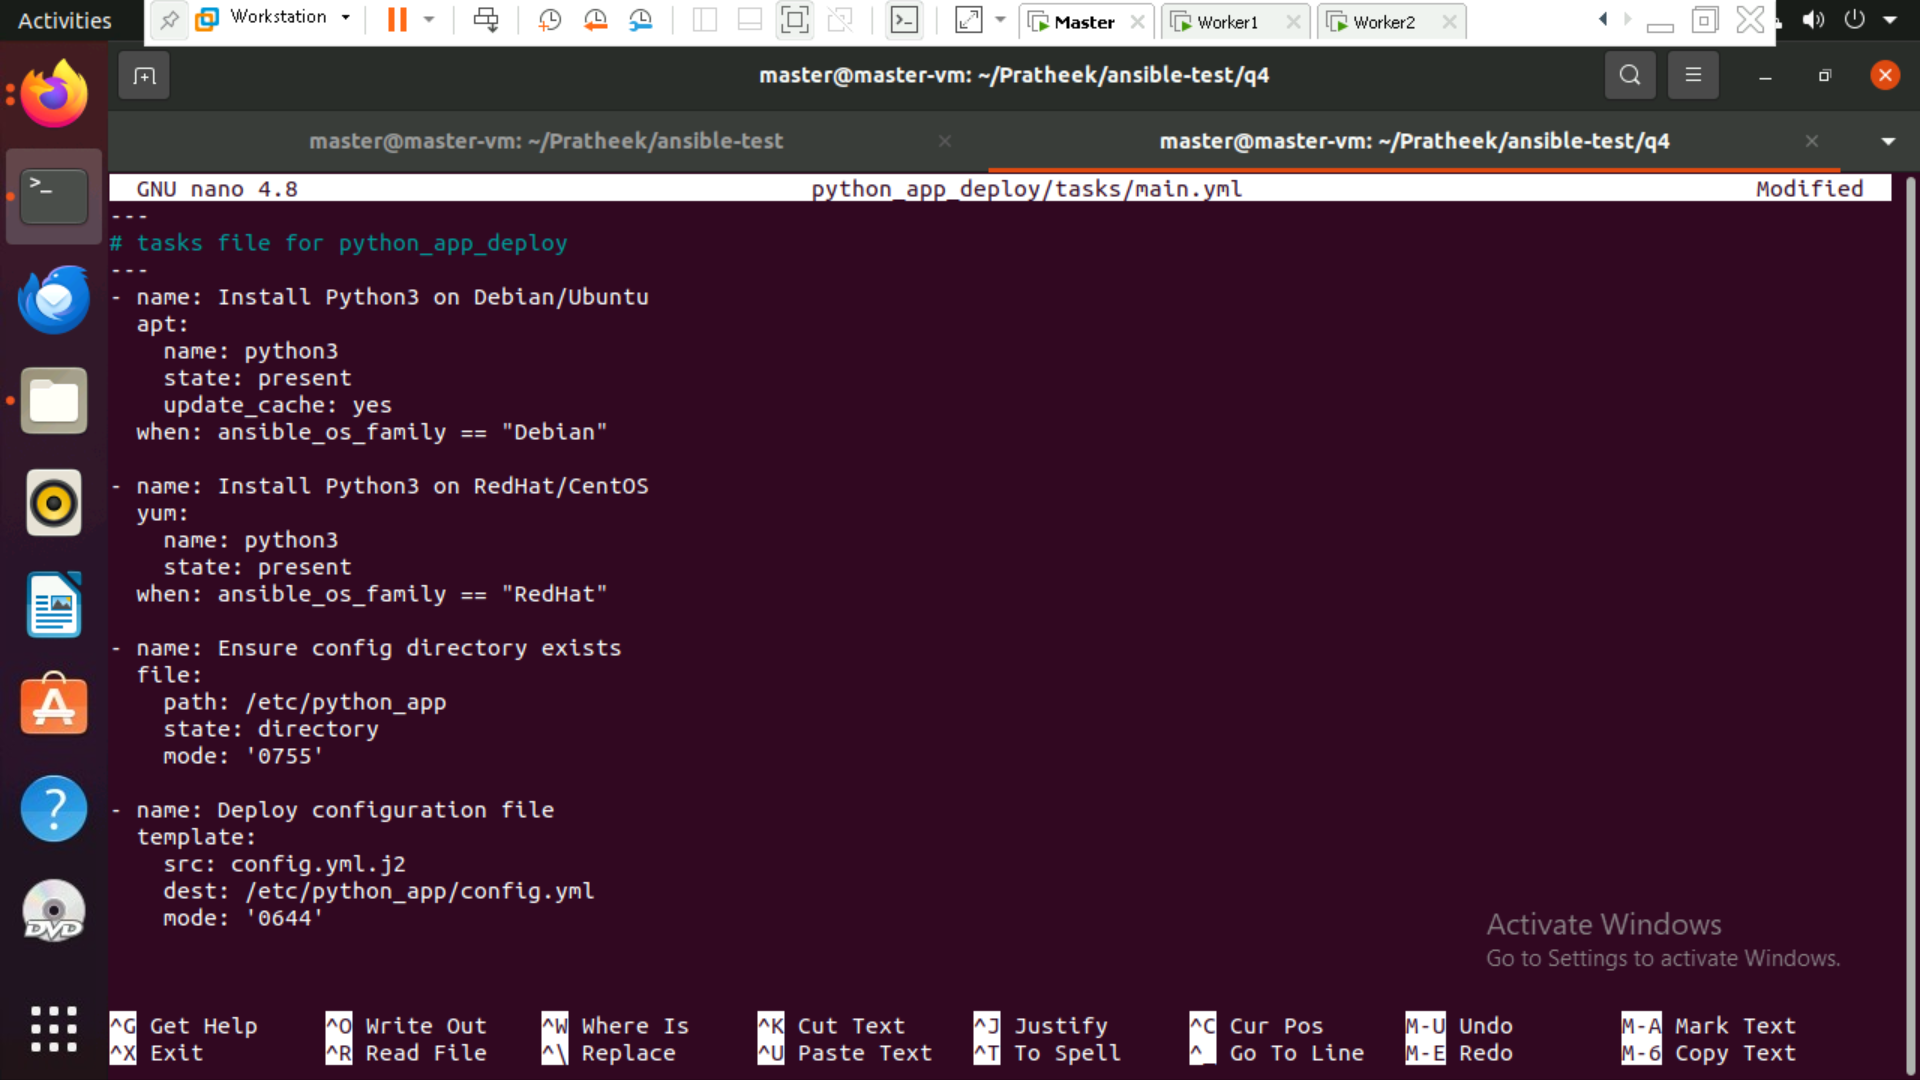 Activities
Workstation
Master
Worker1
Worker2
master@master-vm: ~/Pratheek/ansible-test/q4
master@master-vm: ~/Pratheek/ansible-test
master@master-vm: ~/Pratheek/ansible-test/q4
GNU nano 4.8 python_app_deploy/tasks/main.yml Modified
---
# tasks file for python_app_deploy
---
- name: Install Python3 on Debian/Ubuntu
  apt:
    name: python3
    state: present
    update_cache: yes
  when: ansible_os_family == "Debian"

- name: Install Python3 on RedHat/CentOS
  yum:
    name: python3
    state: present
  when: ansible_os_family == "RedHat"

- name: Ensure config directory exists
  file:
    path: /etc/python_app
    state: directory
    mode: '0755'

- name: Deploy configuration file
  template:
    src: config.yml.j2
    dest: /etc/python_app/config.yml
    mode: '0644'
DVD
Activate Windows
Go to Settings to activate Windows.
^G Get Help ^O Write Out ^W Where Is ^K Cut Text ^J Justify ^C Cur Pos M-U Undo M-A Mark Text
^X Exit ^R Read File ^\ Replace ^U Paste Text ^T To Spell ^_ Go To Line M-E Redo M-6 Copy Text